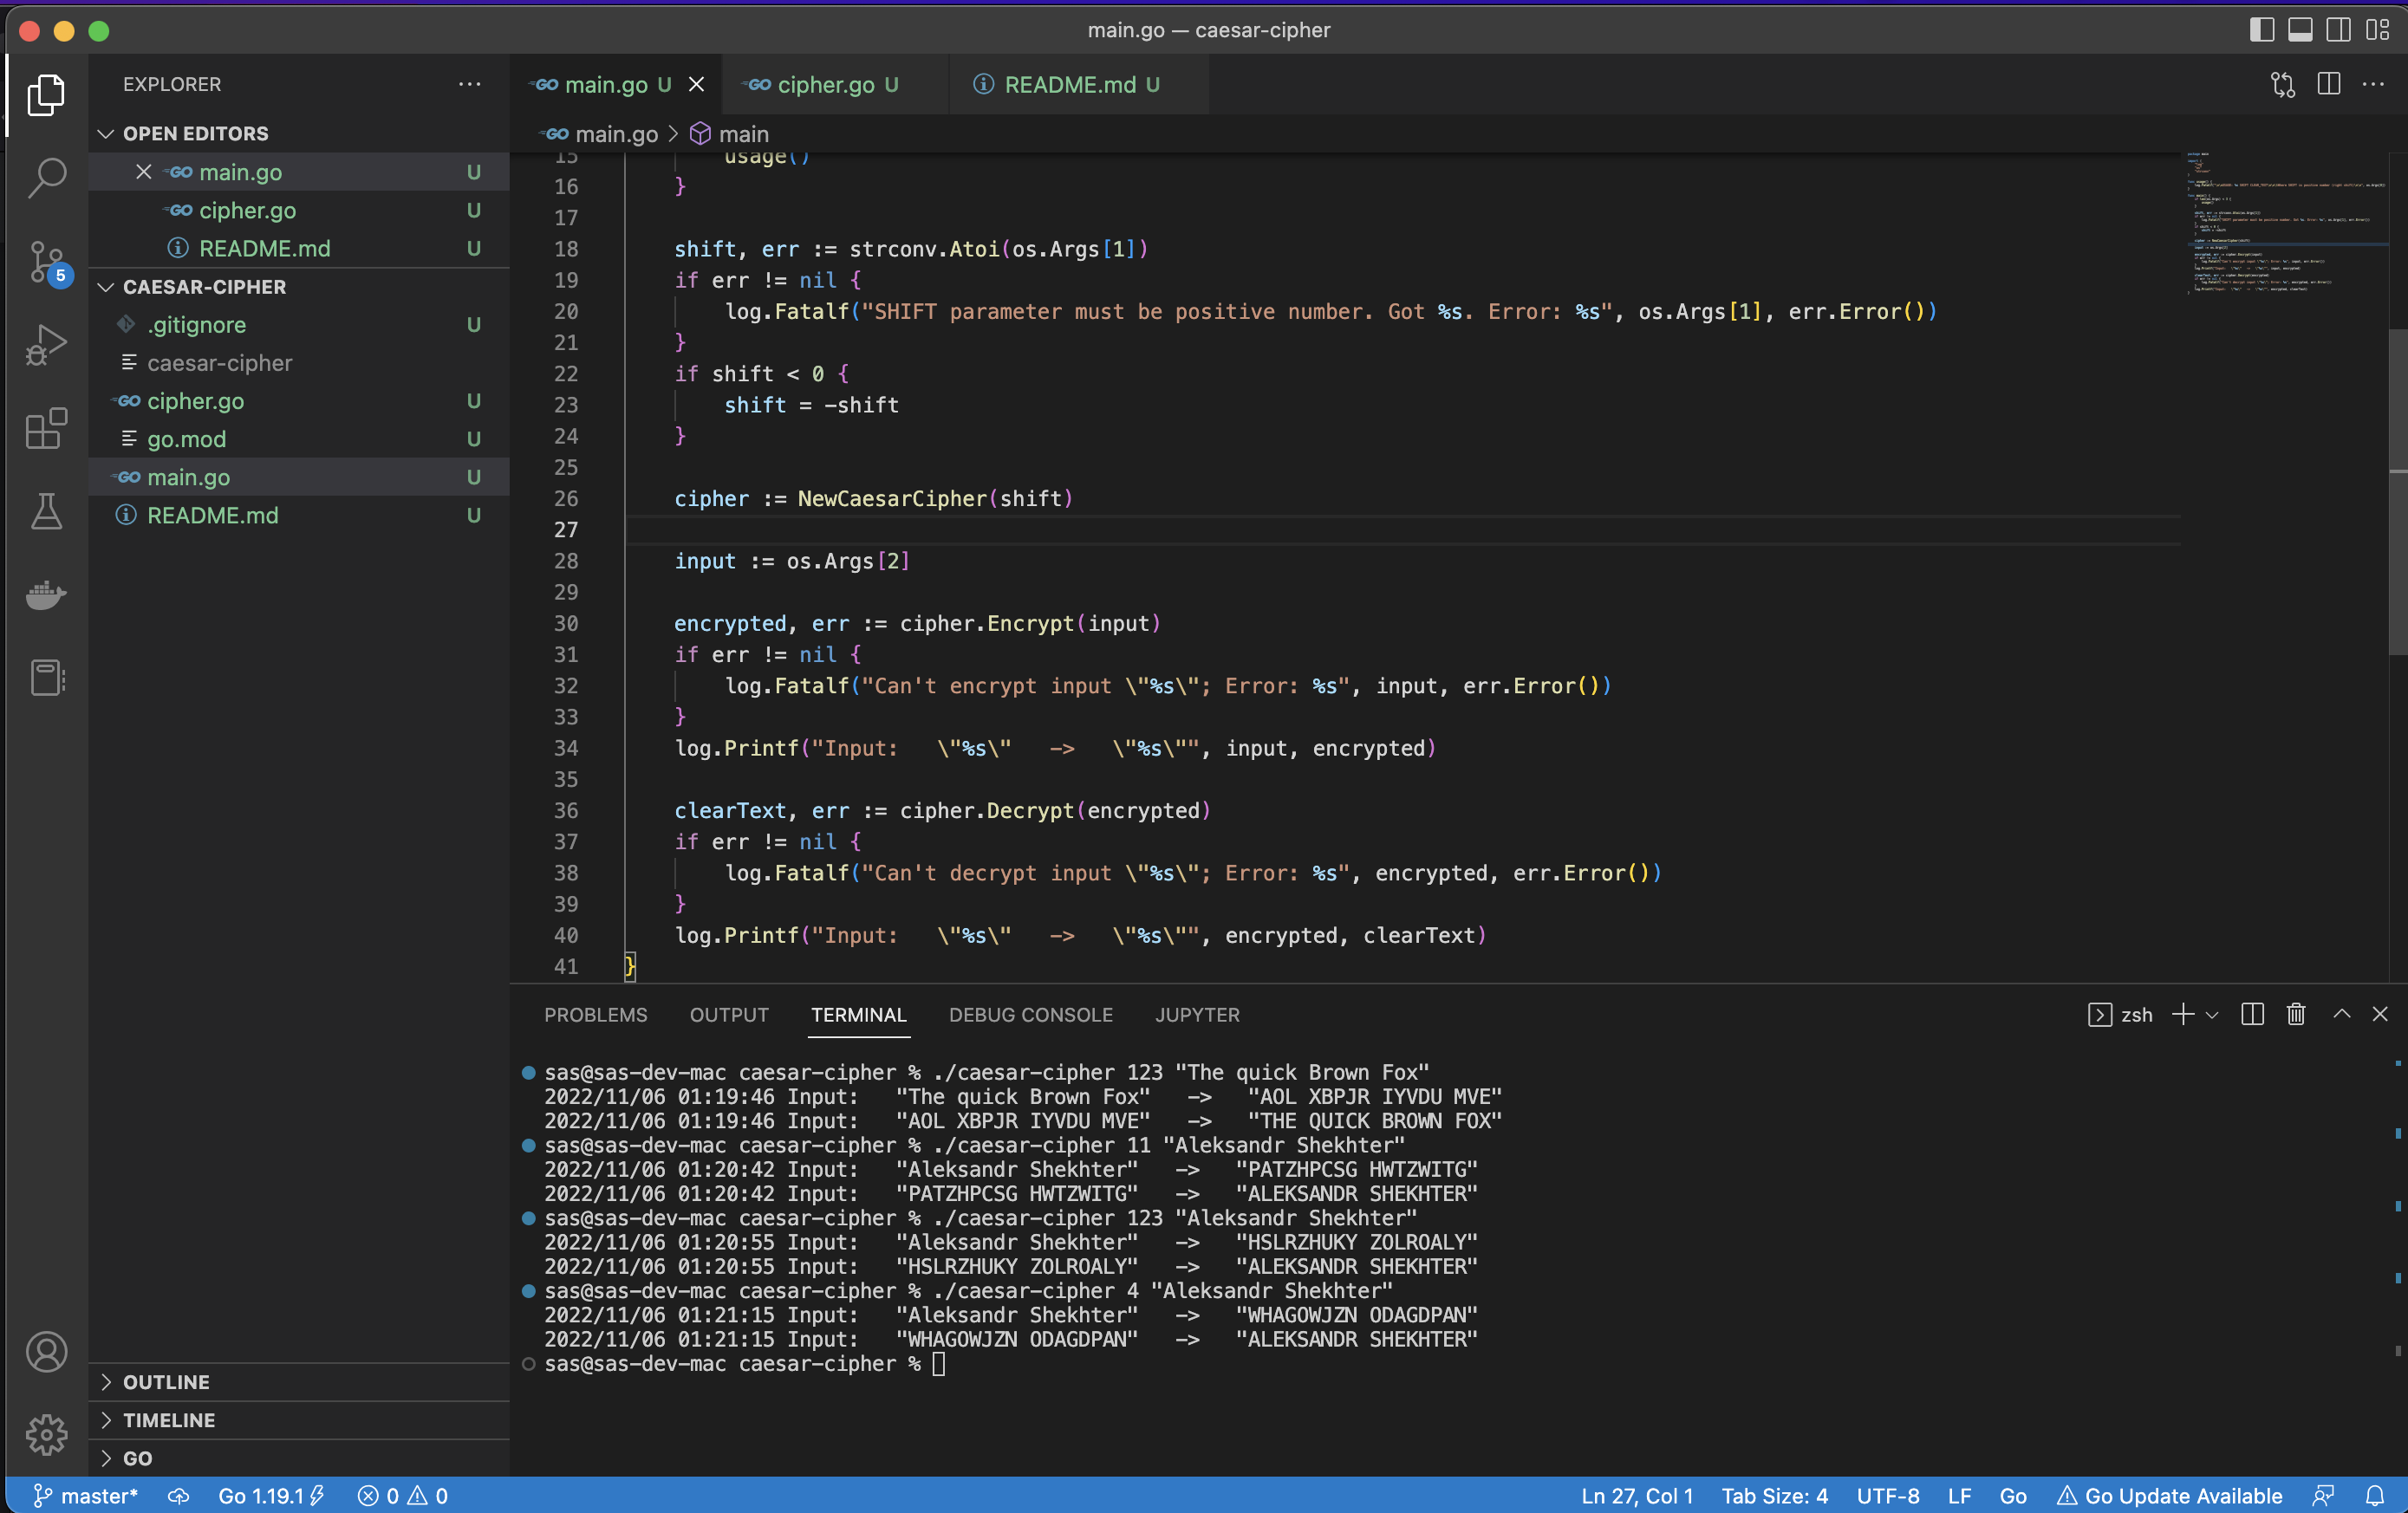 main.go — caesar-cipher
EXPLORER
OPEN EDITORS
main.go U
cipher.go U
README.md U
CAESAR-CIPHER
.gitignore U
caesar-cipher
cipher.go U
go.mod U
main.go U
README.md U
OUTLINE
TIMELINE
GO
5
main.go U
cipher.go U
README.md U
main.go > main
15 usage()
16 }
17
18 shift, err := strconv.Atoi(os.Args[1])
19 if err != nil {
20 log.Fatalf("SHIFT parameter must be positive number. Got %s. Error: %s", os.Args[1], err.Error())
21 }
22 if shift < 0 {
23 shift = -shift
24 }
25
26 cipher := NewCaesarCipher(shift)
27
28 input := os.Args[2]
29
30 encrypted, err := cipher.Encrypt(input)
31 if err != nil {
32 log.Fatalf("Can't encrypt input \"%s\"; Error: %s", input, err.Error())
33 }
34 log.Printf("Input:   \"%s\"   ->   \"%s\"", input, encrypted)
35
36 clearText, err := cipher.Decrypt(encrypted)
37 if err != nil {
38 log.Fatalf("Can't decrypt input \"%s\"; Error: %s", encrypted, err.Error())
39 }
40 log.Printf("Input:   \"%s\"   ->   \"%s\"", encrypted, clearText)
41 }
PROBLEMS OUTPUT TERMINAL DEBUG CONSOLE JUPYTER
zsh
sas@sas-dev-mac caesar-cipher % ./caesar-cipher 123 "The quick Brown Fox"
2022/11/06 01:19:46 Input:   "The quick Brown Fox"   ->   "AOL XBPJR IYVDU MVE"
2022/11/06 01:19:46 Input:   "AOL XBPJR IYVDU MVE"   ->   "THE QUICK BROWN FOX"
sas@sas-dev-mac caesar-cipher % ./caesar-cipher 11 "Aleksandr Shekhter"
2022/11/06 01:20:42 Input:   "Aleksandr Shekhter"   ->   "PATZHPCSG HWTZWITG"
2022/11/06 01:20:42 Input:   "PATZHPCSG HWTZWITG"   ->   "ALEKSANDR SHEKHTER"
sas@sas-dev-mac caesar-cipher % ./caesar-cipher 123 "Aleksandr Shekhter"
2022/11/06 01:20:55 Input:   "Aleksandr Shekhter"   ->   "HSLRZHUKY ZOLROALY"
2022/11/06 01:20:55 Input:   "HSLRZHUKY ZOLROALY"   ->   "ALEKSANDR SHEKHTER"
sas@sas-dev-mac caesar-cipher % ./caesar-cipher 4 "Aleksandr Shekhter"
2022/11/06 01:21:15 Input:   "Aleksandr Shekhter"   ->   "WHAGOWJZN ODAGDPAN"
2022/11/06 01:21:15 Input:   "WHAGOWJZN ODAGDPAN"   ->   "ALEKSANDR SHEKHTER"
sas@sas-dev-mac caesar-cipher %
master* Go 1.19.1 0 0 Ln 27, Col 1 Tab Size: 4 UTF-8 LF Go Go Update Available